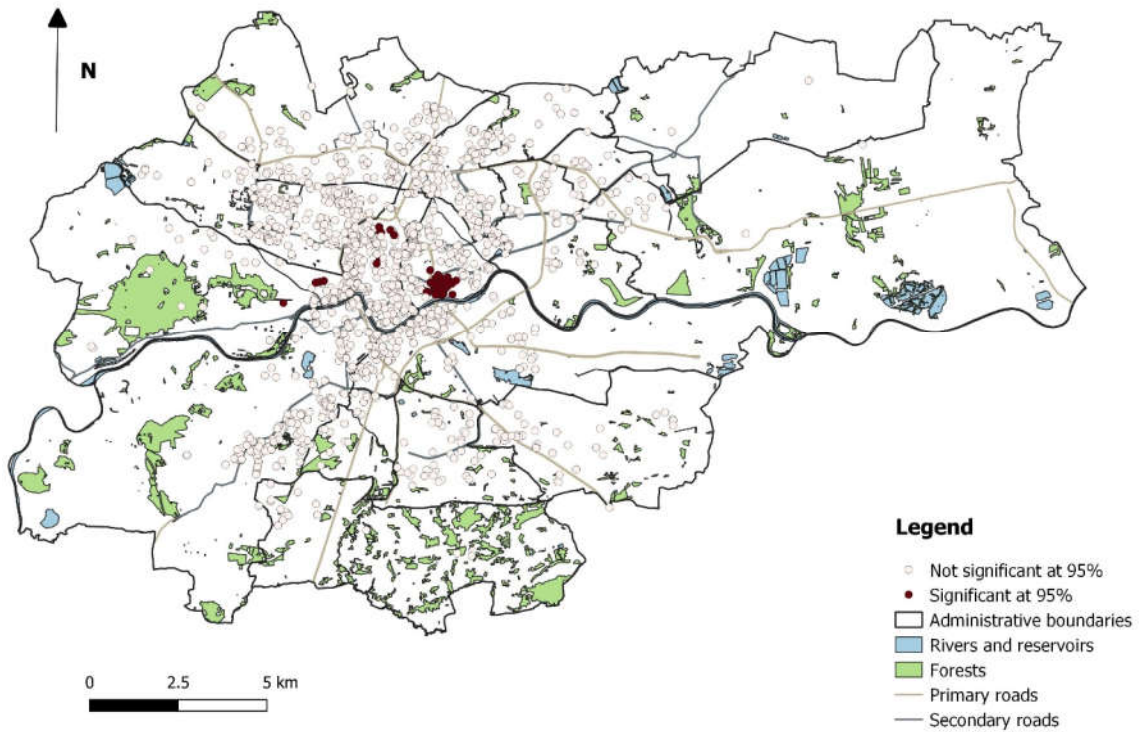 N
Legend
Not significant at 95%
Significant at 95%
Administrative boundaries
Rivers and reservoirs
Forests
Primary roads
Secondary roads
0 2.5 5 km